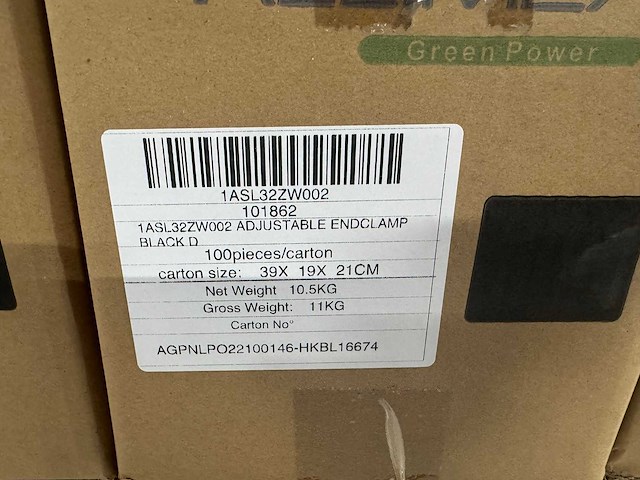 Green Power
1ASL32ZW002
101862
1ASL32ZW002 ADJUSTABLE ENDCLAMP
BLACK D
100pieces/carton
carton size: 39X 19X 21CM
Net Weight 10.5KG
Gross Weight: 11KG
Carton No°
AGPNLPO22100146-HKBL16674